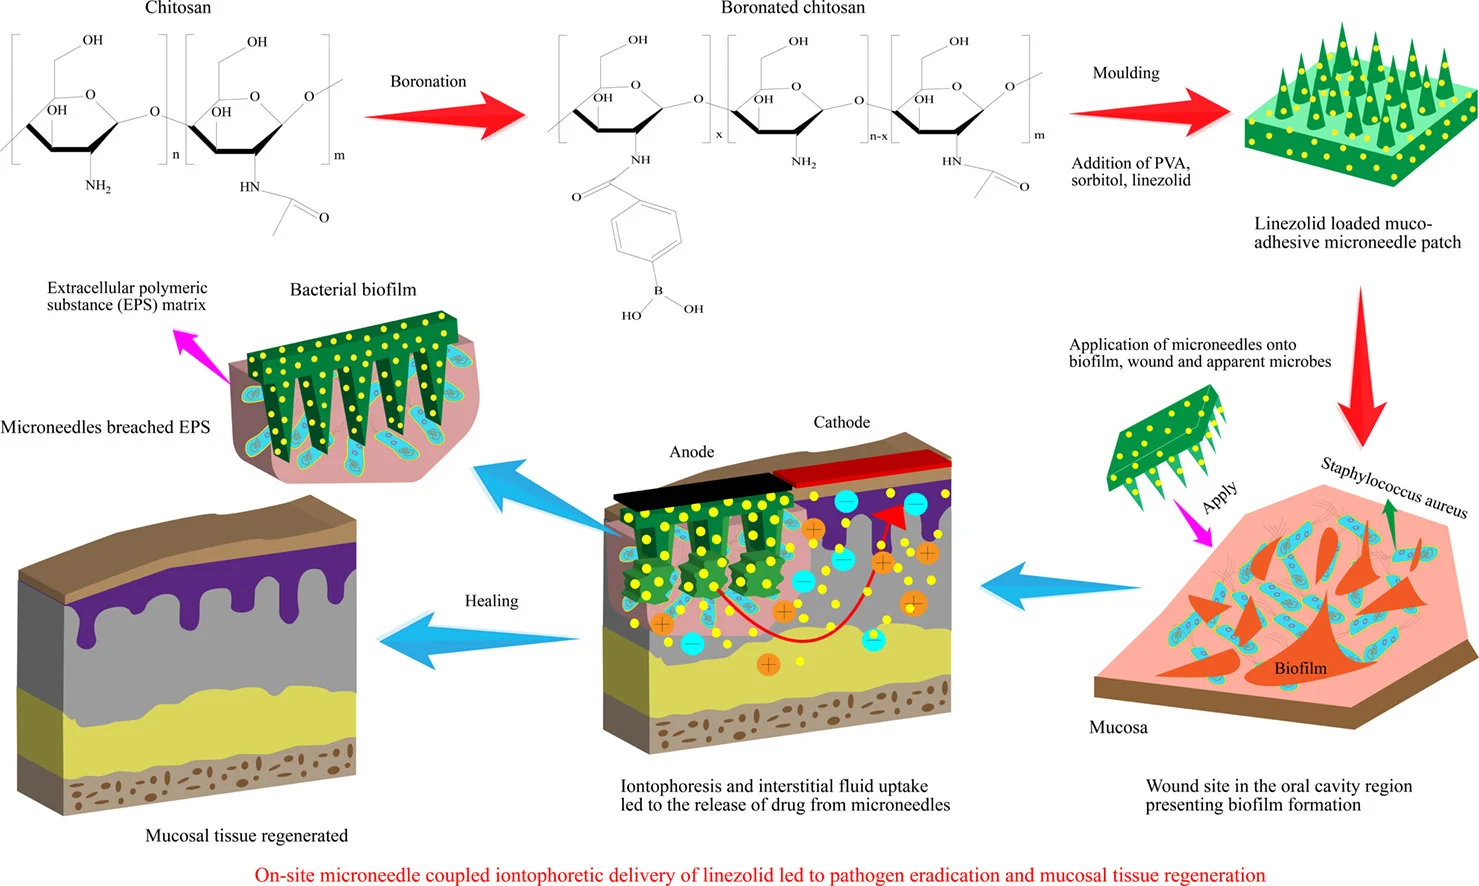 Chitosan
Boronated chitosan
OH
OH
O
O
OH
OH
O
O
n
m
NH2
HN
O
Boronation
OH
OH
OH
O
O
O
OH
OH
OH
O
O
O
x
n-x
m
NH
NH2
HN
O
O
B
HO
OH
Moulding
Addition of PVA,
sorbitol, linezolid
Linezolid loaded muco-
adhesive microneedle patch
Extracellular polymeric
substance (EPS) matrix
Bacterial biofilm
Microneedles breached EPS
Application of microneedles onto
biofilm, wound and apparent microbes
Apply
Staphylococcus aureus
Biofilm
Mucosa
Wound site in the oral cavity region
presenting biofilm formation
Cathode
Anode
Iontophoresis and interstitial fluid uptake
led to the release of drug from microneedles
Healing
Mucosal tissue regenerated
On-site microneedle coupled iontophoretic delivery of linezolid led to pathogen eradication and mucosal tissue regeneration